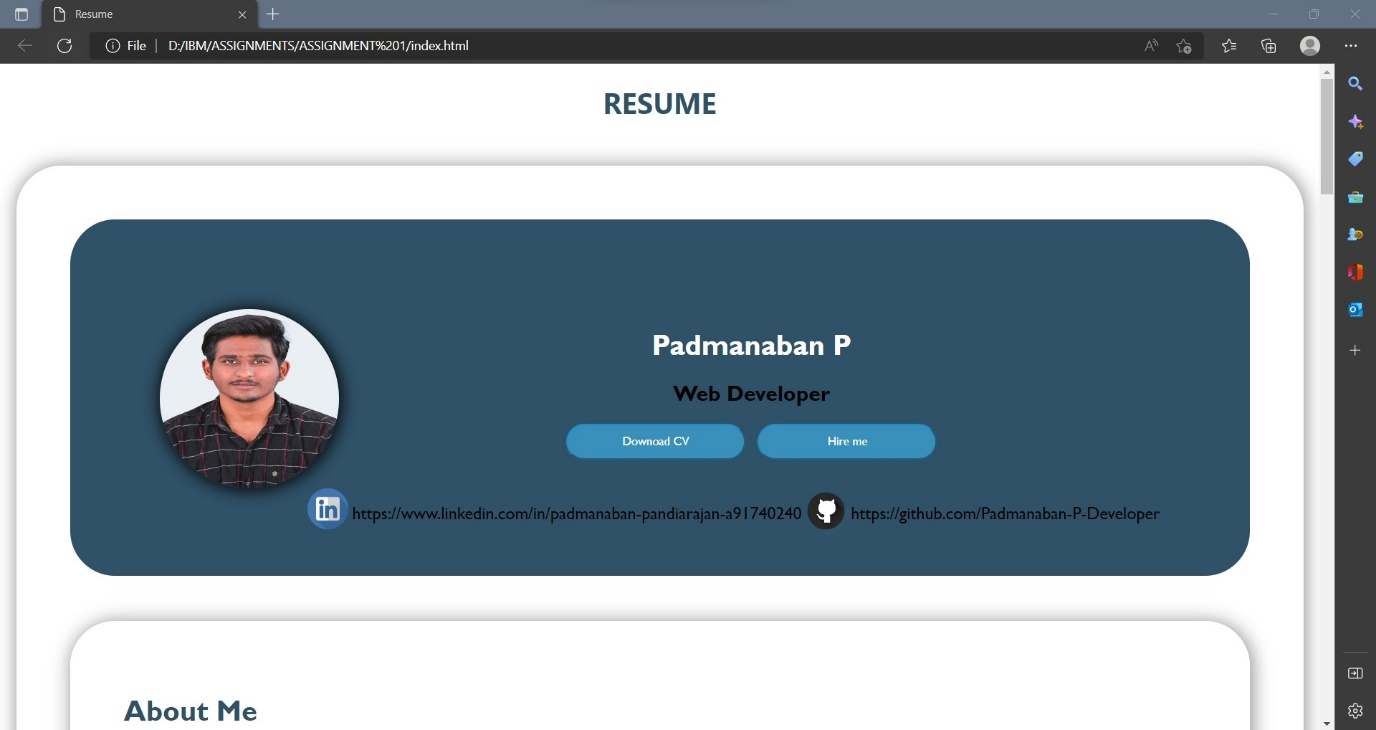 Resume
File | D:/IBM/ASSIGNMENTS/ASSIGNMENT%201/index.html
RESUME
Padmanaban P
Web Developer
Downoad CV
Hire me
in https://www.linkedin.com/in/padmanaban-pandiarajan-a91740240 https://github.com/Padmanaban-P-Developer
About Me